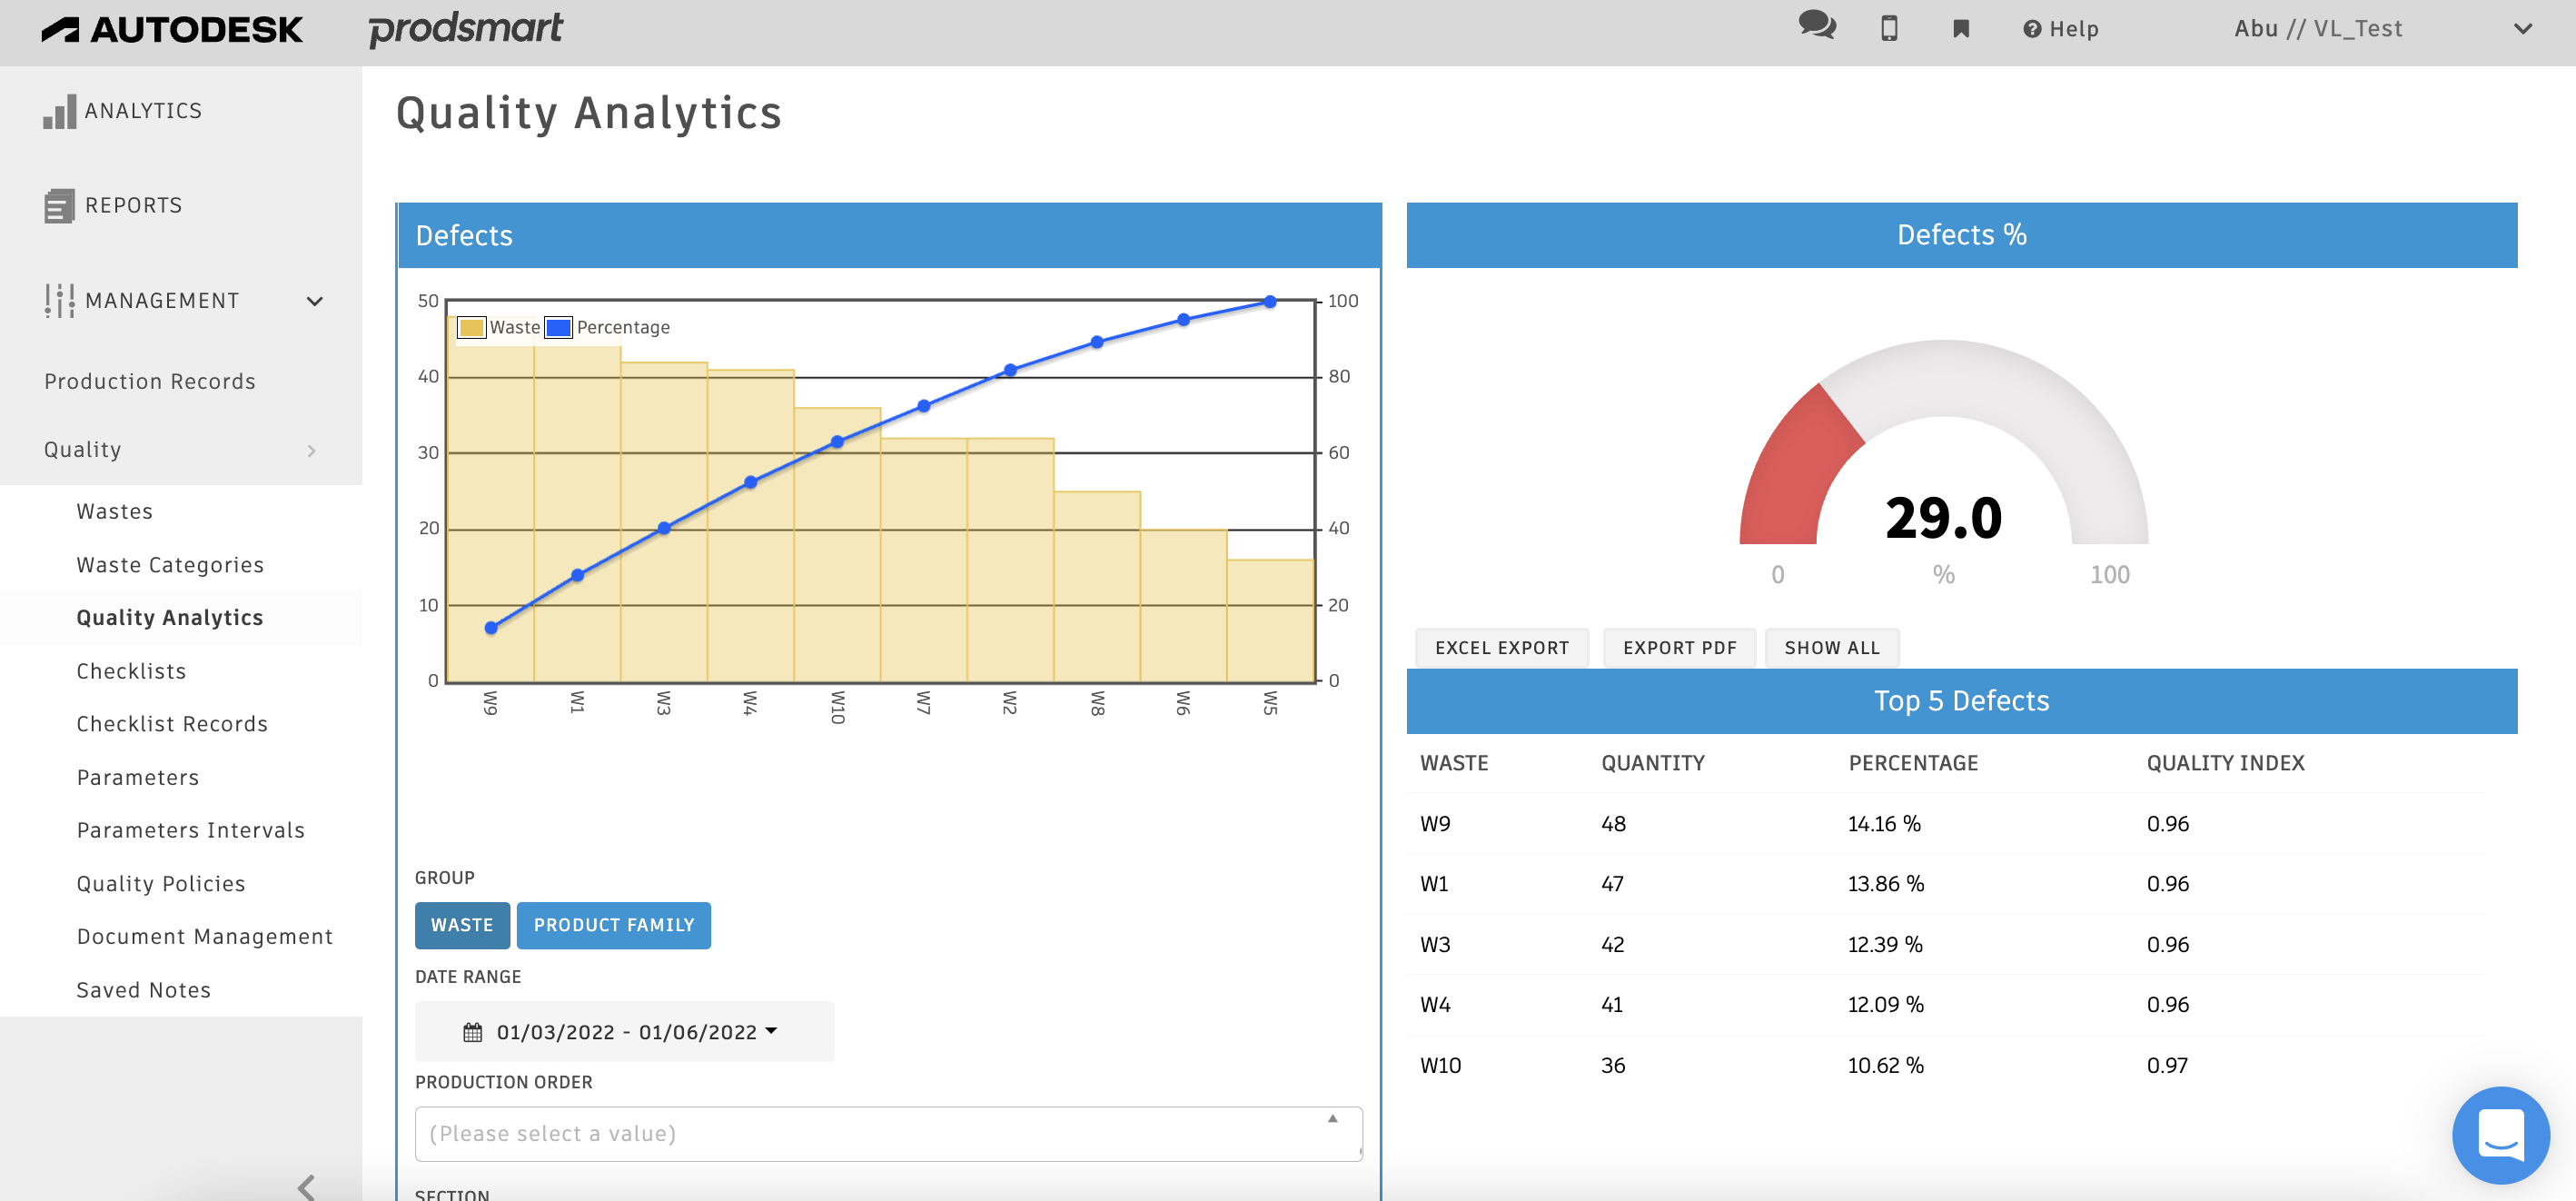 AUTODESK prodsmart Help Abu // VL_Test
ANALYTICS
REPORTS
MANAGEMENT
Production Records
Quality
Wastes
Waste Categories
Quality Analytics
Checklists
Checklist Records
Parameters
Parameters Intervals
Quality Policies
Document Management
Saved Notes
Quality Analytics
Defects
Waste Percentage
50
40
30
20
10
0
100
80
60
40
20
0
W9 W1 W3 W4 W10 W7 W2 W8 W6 W5
GROUP
WASTE PRODUCT FAMILY
DATE RANGE
01/03/2022 - 01/06/2022
PRODUCTION ORDER
(Please select a value)
SECTION
Defects %
29.0
0 % 100
EXCEL EXPORT EXPORT PDF SHOW ALL
Top 5 Defects
WASTE QUANTITY PERCENTAGE QUALITY INDEX
W9 48 14.16 % 0.96
W1 47 13.86 % 0.96
W3 42 12.39 % 0.96
W4 41 12.09 % 0.96
W10 36 10.62 % 0.97